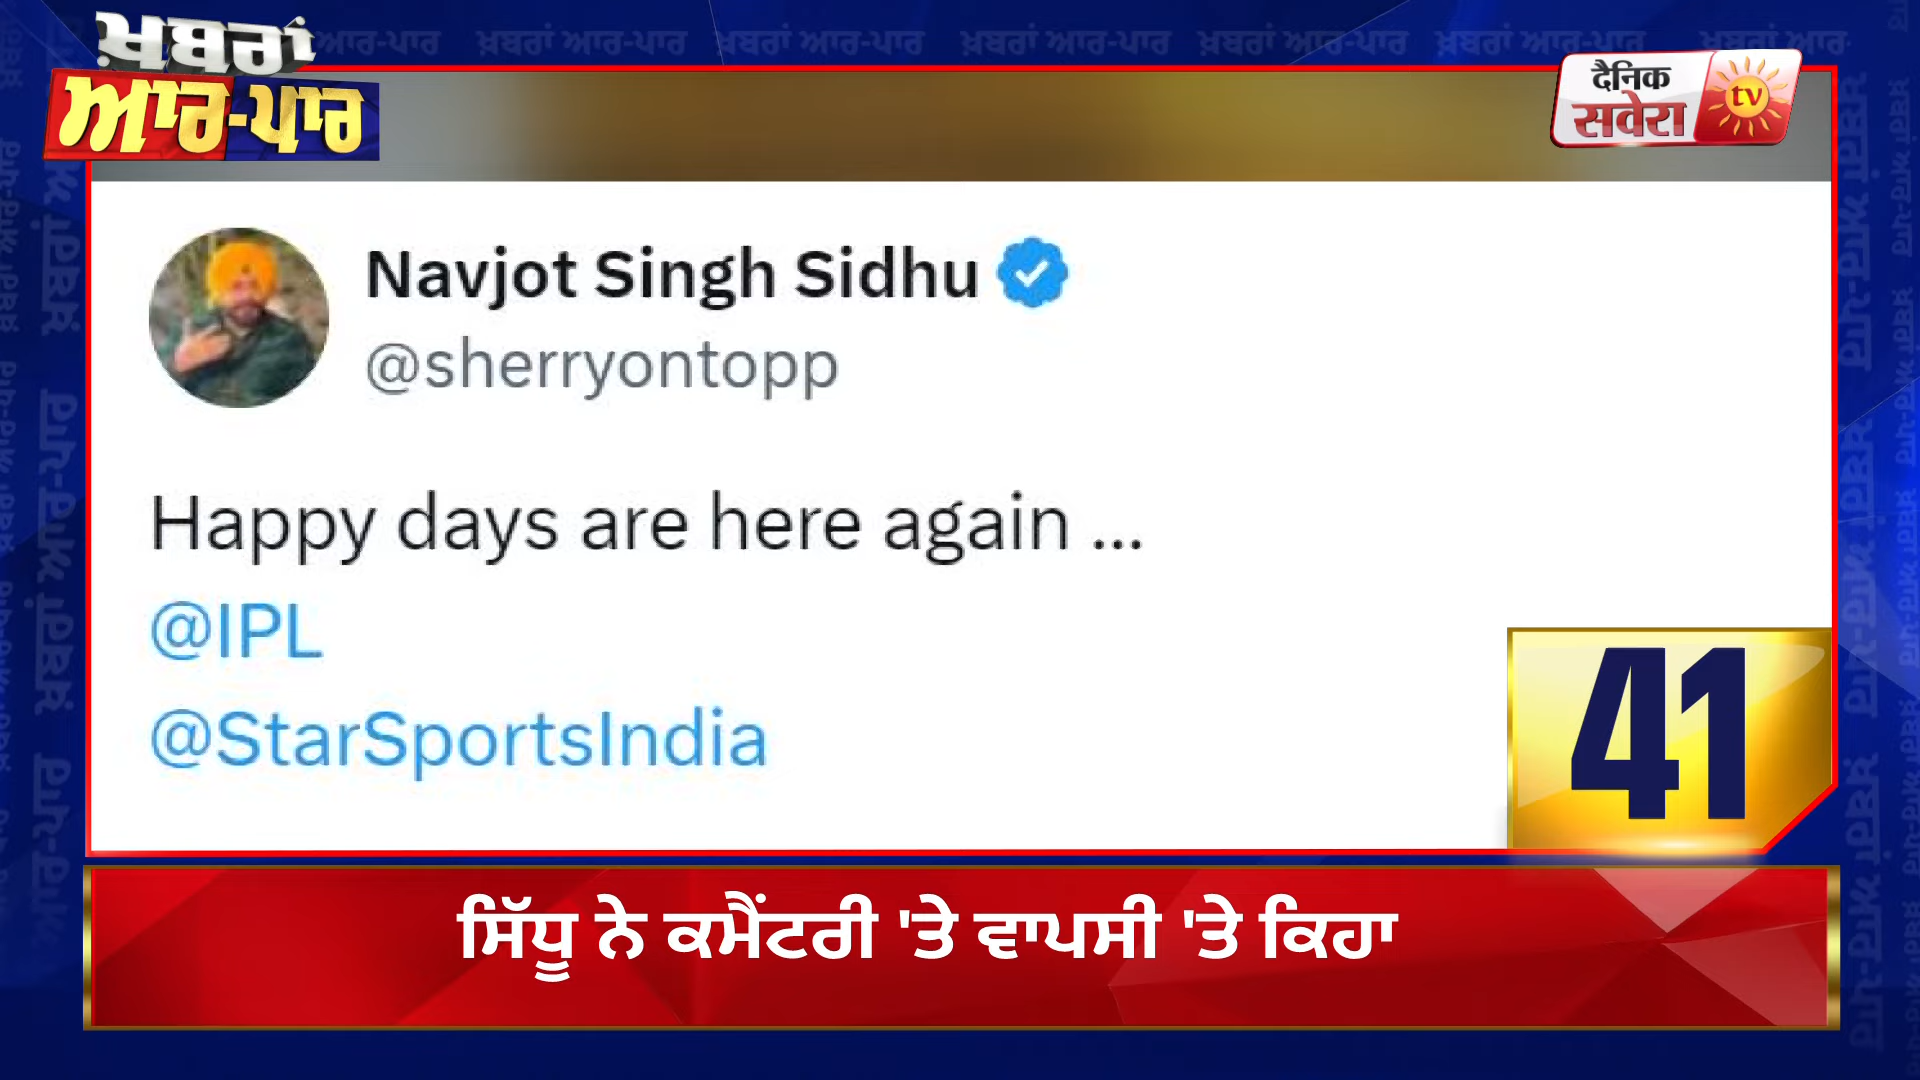 ਖ਼ਬਰਾਂ
ਆਰ-ਪਾਰ
दैनिक
सवेरा
tv
Navjot Singh Sidhu
@sherryontopp
Happy days are here again ...
@IPL
@StarSportsIndia
41
ਸਿੱਧੂ ਨੇ ਕਮੈਂਟਰੀ 'ਤੇ ਵਾਪਸੀ 'ਤੇ ਕਿਹਾ